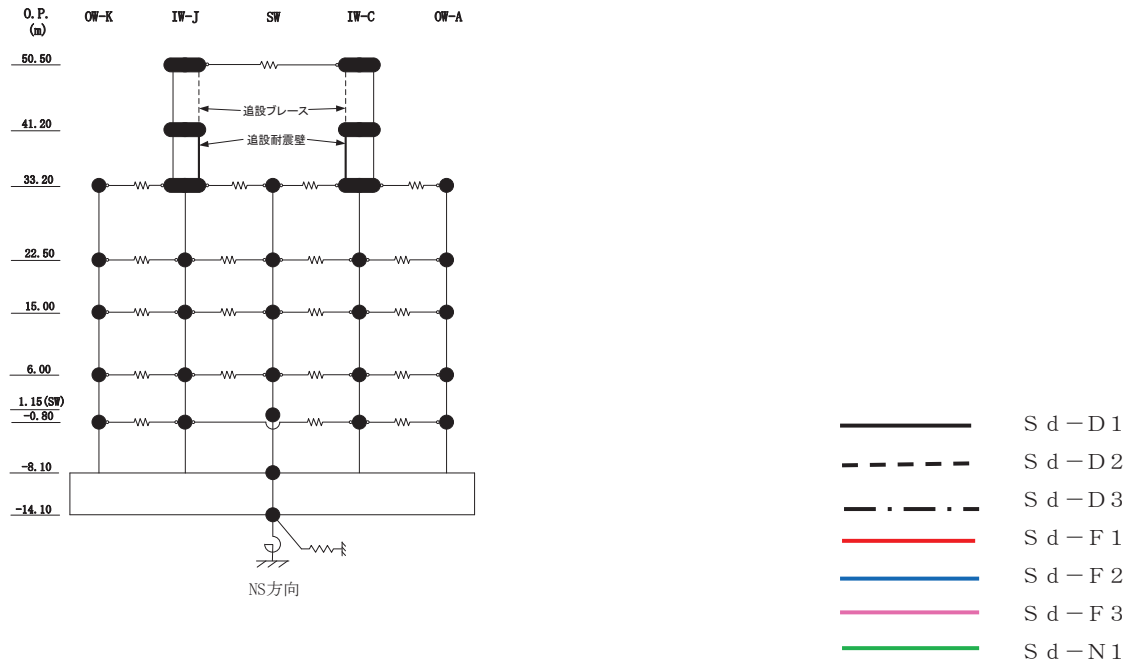 O.P.
(m)
OW-K IW-J SW IW-C OW-A
50.50
追設ブレース
41.20
追設耐震壁
33.20
22.50
15.00
6.00
1.15(SW)
-0.80
-8.10
-14.10
NS方向
Sd-D1
Sd-D2
Sd-D3
Sd-F1
Sd-F2
Sd-F3
Sd-N1